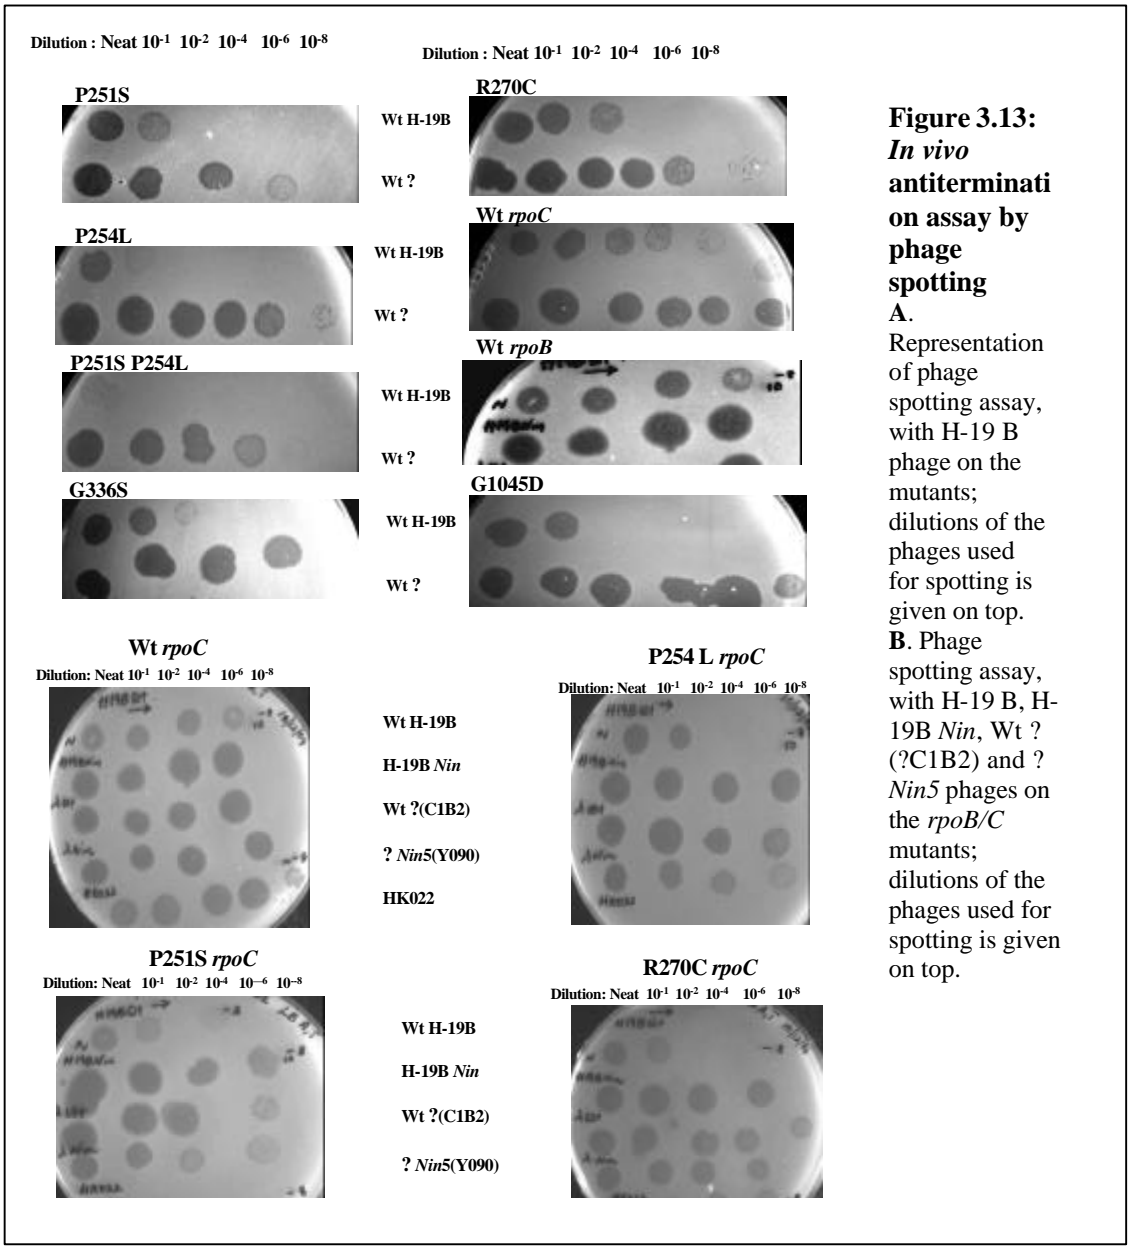 Dilution : Neat 10-1 10-2 10-4 10-6 10-8
Dilution : Neat 10-1 10-2 10-4 10-6 10-8
P251S
Wt H-19B
Wt ?
R270C
P254L
Wt H-19B
Wt ?
Wt rpoC
P251S P254L
Wt H-19B
Wt ?
Wt rpoB
G336S
Wt H-19B
Wt ?
G1045D
Wt rpoC
Dilution: Neat 10-1 10-2 10-4 10-6 10-8
P254 L rpoC
Dilution: Neat 10-1 10-2 10-4 10-6 10-8
Wt H-19B
H-19B Nin
Wt ?(C1B2)
? Nin5(Y090)
HK022
P251S rpoC
Dilution: Neat 10-1 10-2 10-4 10--6 10-8
R270C rpoC
Dilution: Neat 10-1 10-2 10-4 10-6 10-8
Wt H-19B
H-19B Nin
Wt ?(C1B2)
? Nin5(Y090)
Figure 3.13:
In vivo
antiterminati
on assay by
phage
spotting
A.
Representation
of phage
spotting assay,
with H-19 B
phage on the
mutants;
dilutions of the
phages used
for spotting is
given on top.
B. Phage
spotting assay,
with H-19 B, H-
19B Nin, Wt ?
(?C1B2) and ?
Nin5 phages on
the rpoB/C
mutants;
dilutions of the
phages used for
spotting is given
on top.